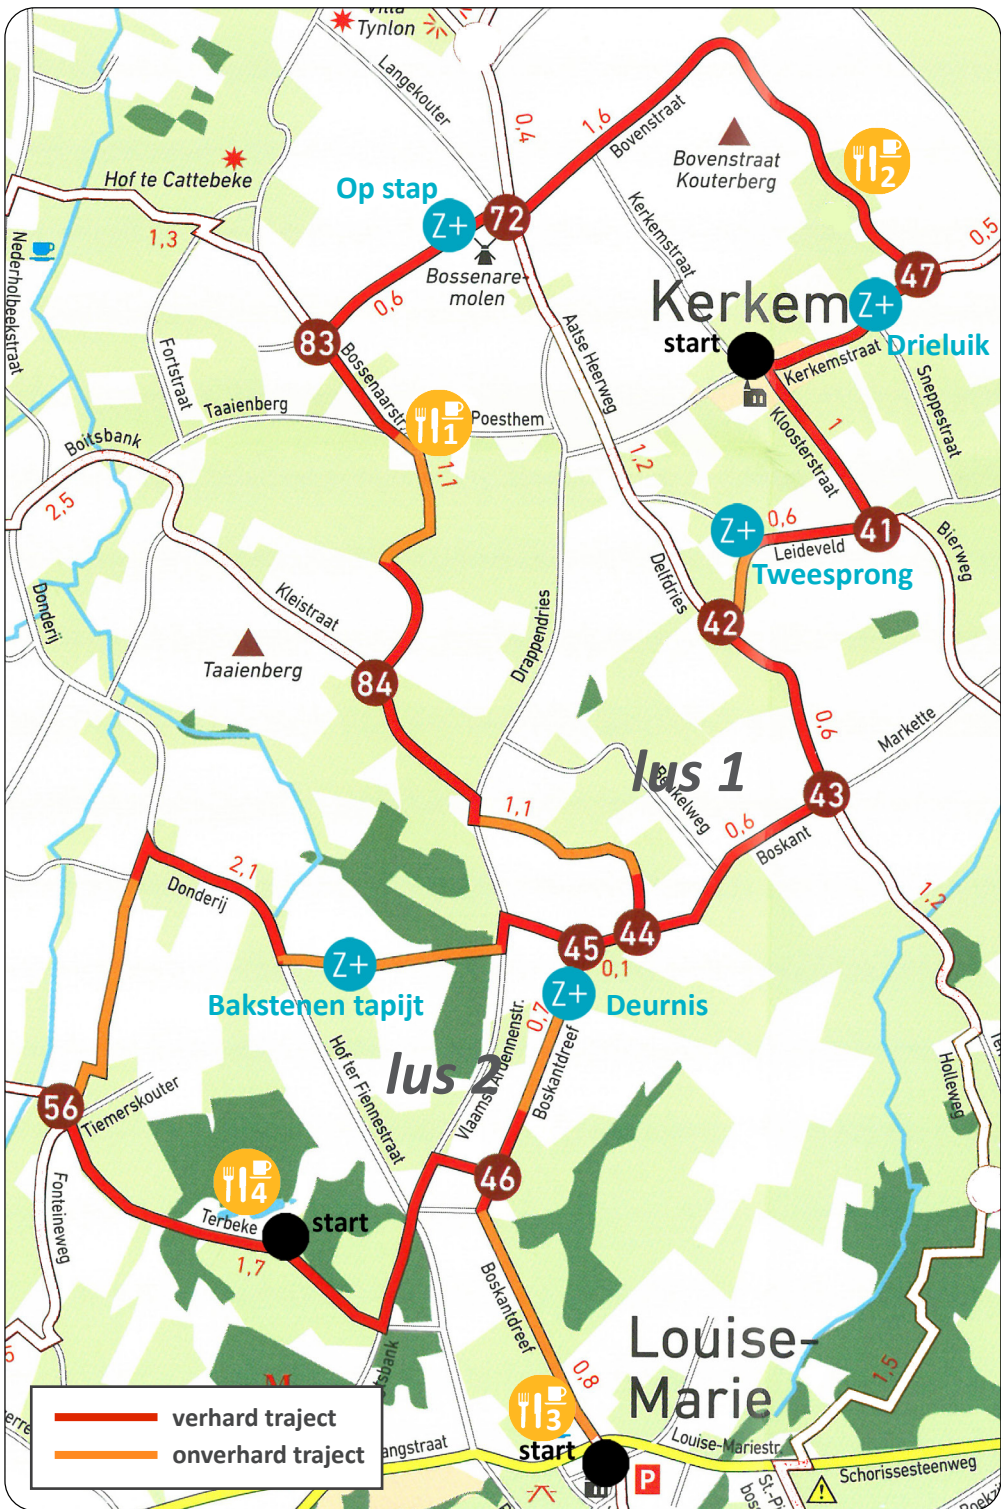 Villa
Tynlon
Langekouter
0,4
1,6
Bovenstraat
Bovenstraat
Kouterberg
2
Hof te Cattebeke
1,3
Op stap
Z+
72
Bossenare-
molen
Kerkemstraat
47
0,5
Nederholbeekstraat
0,6
83
Kerkem
Z+
start
Drieluik
Kerkemstraat
Sneppestraat
Aatse Heerweg
Fortstraat
Bossenaarstr.
Taaienberg
1
Poesthem
1,1
Kloosterstraat
1
Boitsbank
2,5
1,2
Z+
0,6
41
Leideveld
Tweesprong
Bierweg
Delfdries
42
Donderij
Kleistraat
Drappendries
Taaienberg
84
0,6
Markette
lus 1
43
1,1
0,6
Boskant
2,1
Donderij
1,2
45
44
0,1
Z+
Z+
Bakstenen tapijt
Deurnis
0,7
Boskantdreef
Vlaamse Ardennenstr.
Hof ter Fiennestraat
lus 2
Holleweg
56
Tiemerskouter
46
Fonteineweg
4
Terbeke
start
1,7
Boskantdreef
Louise-
Marie
1,5
0,8
3
start
P
Louise-Mariestr.
Schorissesteenweg
verhard traject
onverhard traject